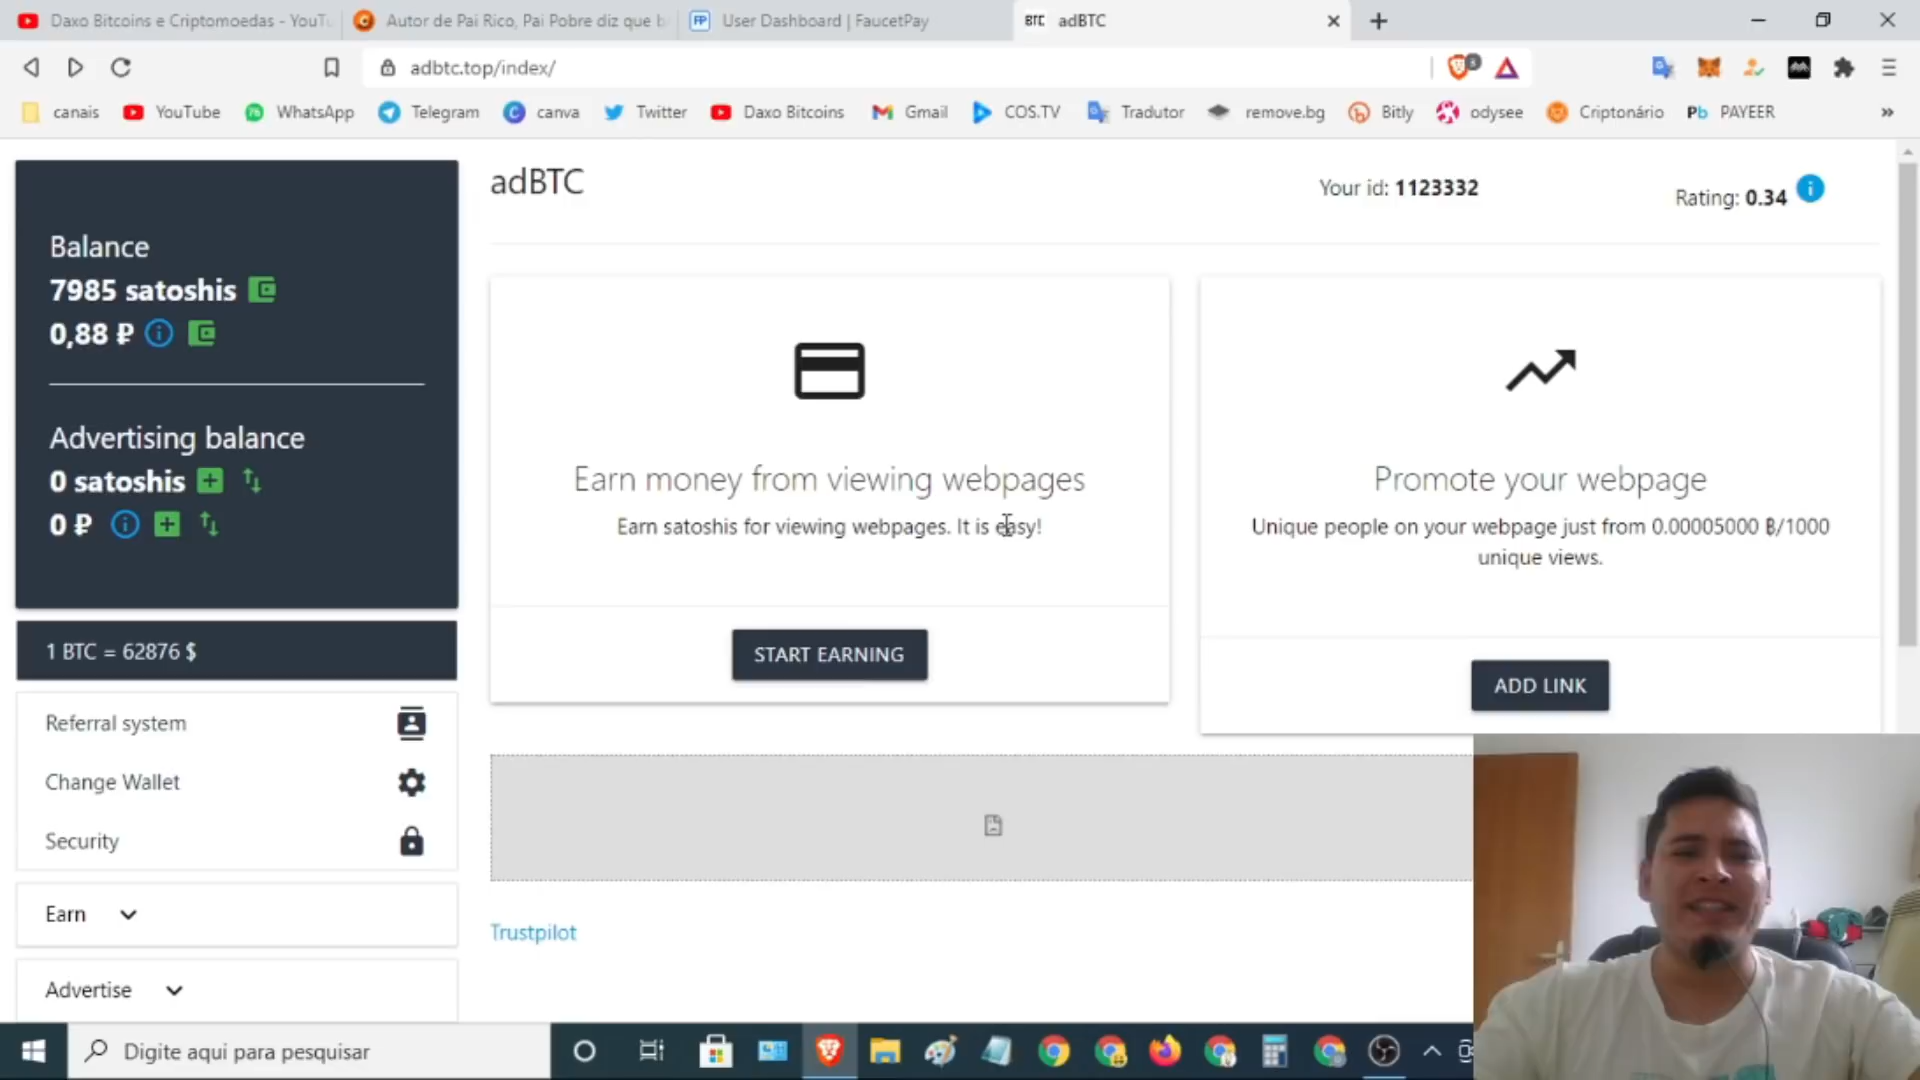 Daxo Bitcoins e Criptomoedas - YouTu
Autor de Pai Rico, Pai Pobre diz que b
FP User Dashboard | FaucetPay
BTC adBTC
adbtc.top/index/
canais YouTube WhatsApp Telegram canva Twitter Daxo Bitcoins Gmail COS.TV Tradutor remove.bg Bitly odysee Criptonário Pb PAYEER »
Balance
7985 satoshis
0,88 ₽
Advertising balance
0 satoshis
0 ₽
1 BTC = 62876 $
Referral system
Change Wallet
Security
Earn
Advertise
adBTC
Your id: 1123332
Rating: 0.34
Earn money from viewing webpages
Earn satoshis for viewing webpages. It is easy!
START EARNING
Promote your webpage
Unique people on your webpage just from 0.00005000 ฿/1000
unique views.
ADD LINK
Trustpilot
Digite aqui para pesquisar